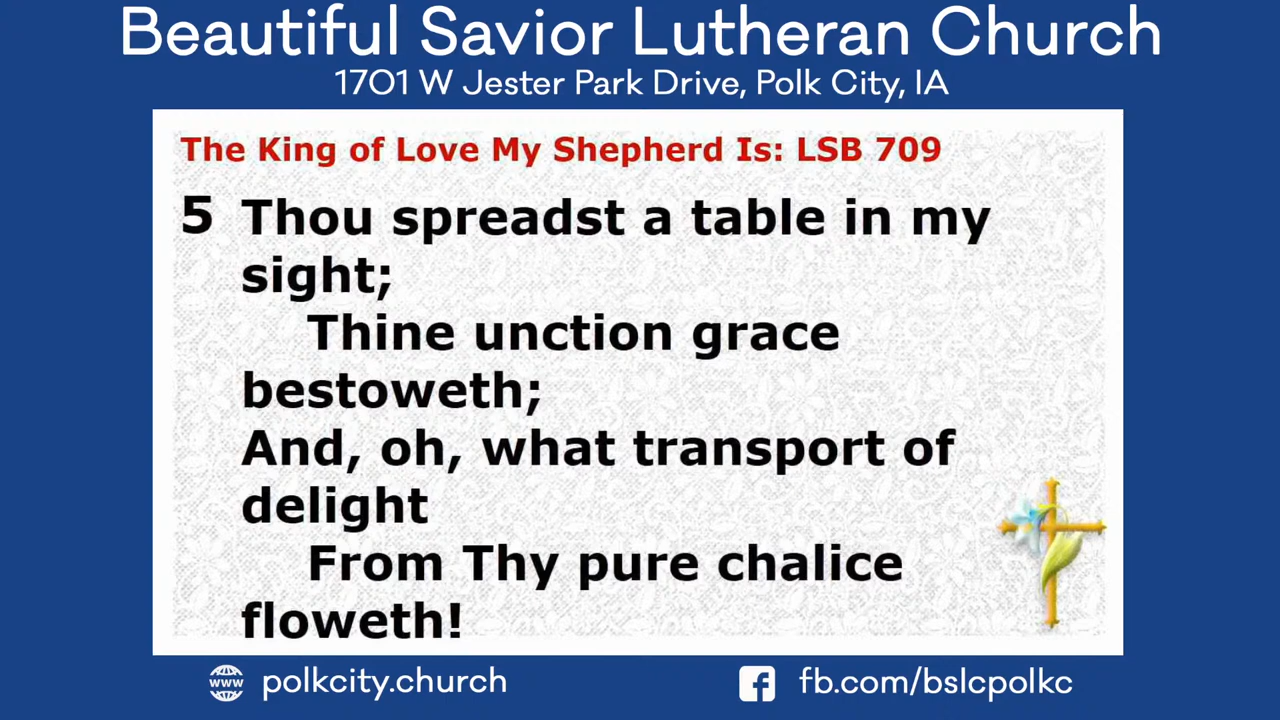 Beautiful Savior Lutheran Church
1701 W Jester Park Drive, Polk City, IA
The King of Love My Shepherd Is: LSB 709
5 Thou spreadst a table in my
sight;
Thine unction grace
bestoweth;
And, oh, what transport of
delight
From Thy pure chalice
floweth!
www polkcity.church
f fb.com/bslcpolkc